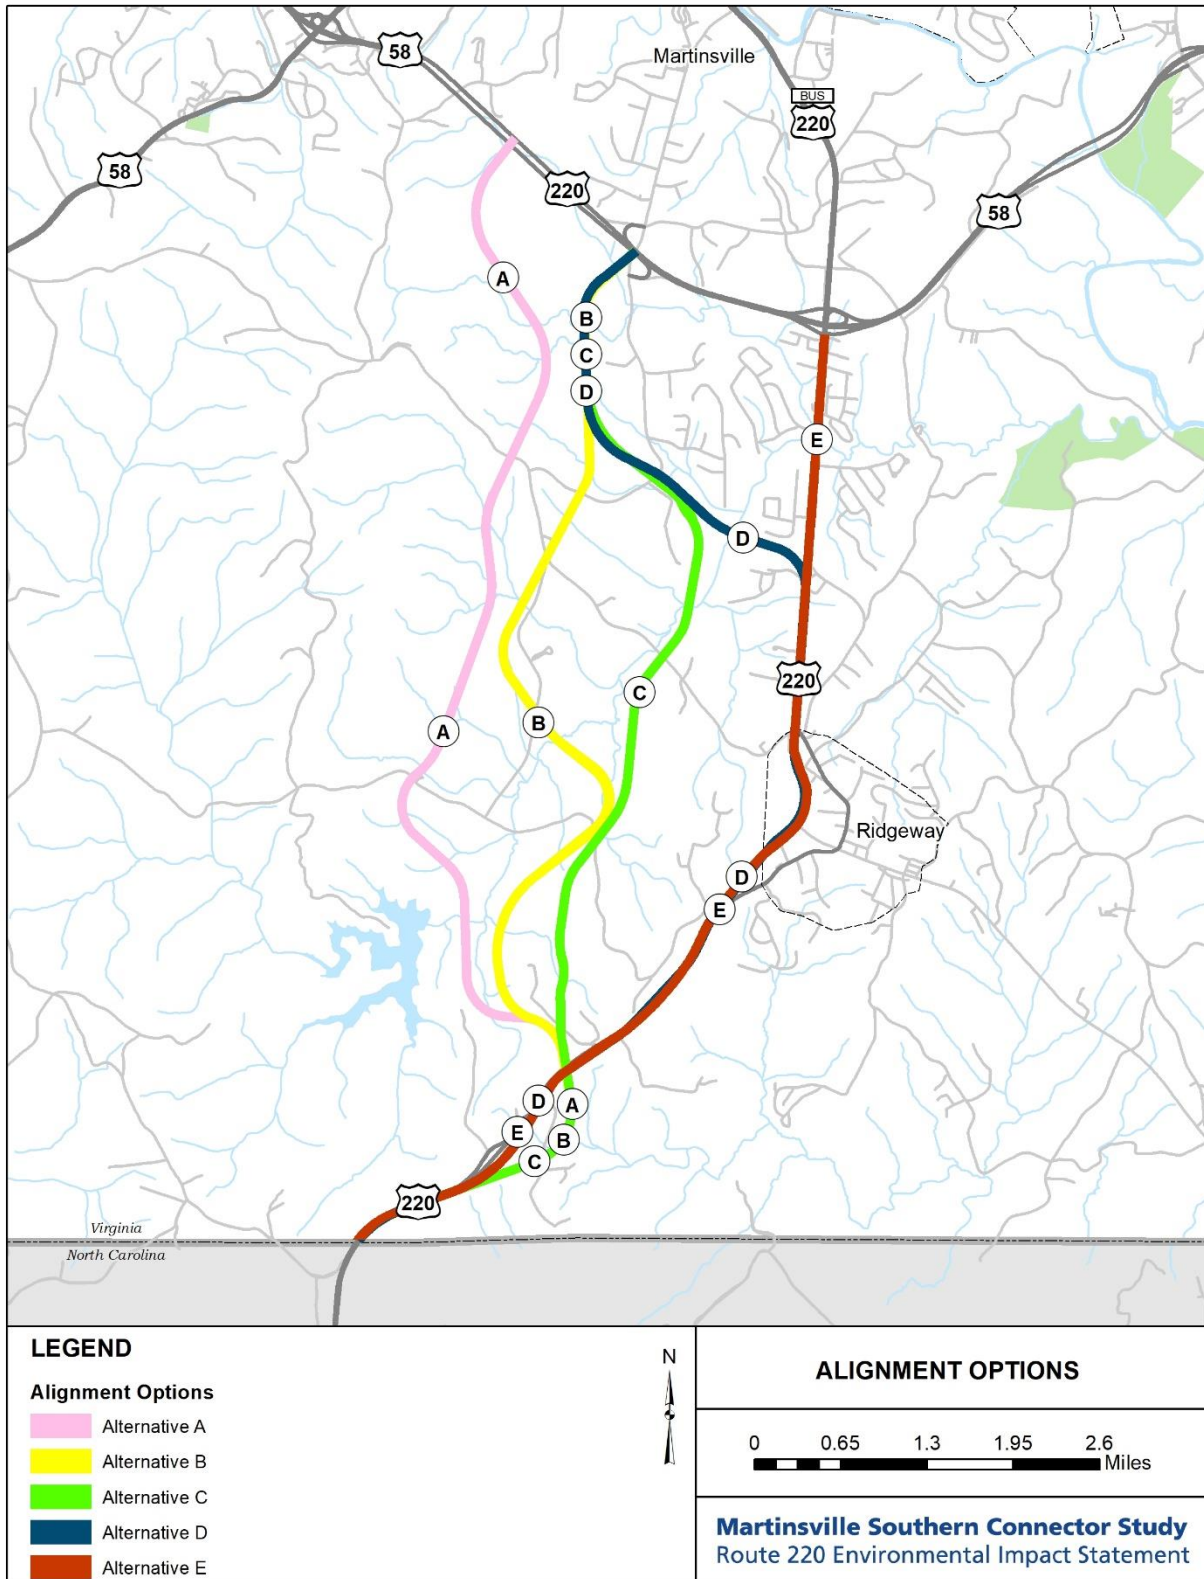 58
Martinsville
BUS
220
58
220
58
A
B
C
D
E
D
220
C
B
A
Ridgeway
D
E
D
A
E
B
C
220
Virginia
North Carolina
LEGEND
Alignment Options
Alternative A
Alternative B
Alternative C
Alternative D
Alternative E
N
ALIGNMENT OPTIONS
0 0.65 1.3 1.95 2.6
Miles
Martinsville Southern Connector Study
Route 220 Environmental Impact Statement